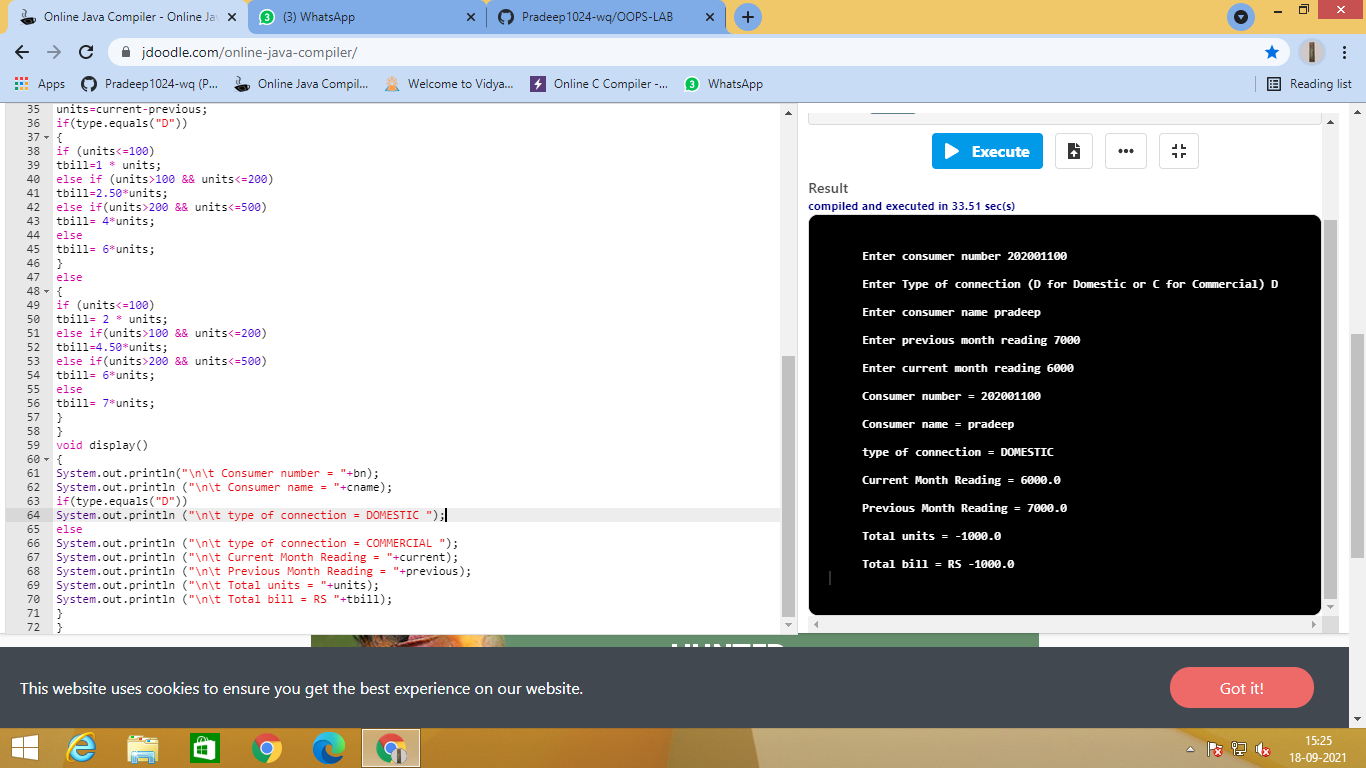 Online Java Compiler - Online Ja
(3) WhatsApp
Pradeep1024-wq/OOPS-LAB
jdoodle.com/online-java-compiler/
Apps
Pradeep1024-wq (P...
Online Java Compil...
Welcome to Vidya...
Online C Compiler -...
3
WhatsApp
Reading list
35 units=current-previous;
36 if(type.equals("D"))
37 {
38 if (units<=100)
39 tbill=1 * units;
40 else if (units>100 && units<=200)
41 tbill=2.50*units;
42 else if(units>200 && units<=500)
43 tbill= 4*units;
44 else
45 tbill= 6*units;
46 }
47 else
48 {
49 if (units<=100)
50 tbill= 2 * units;
51 else if(units>100 && units<=200)
52 tbill=4.50*units;
53 else if(units>200 && units<=500)
54 tbill= 6*units;
55 else
56 tbill= 7*units;
57 }
58 }
59 void display()
60 {
61 System.out.println("\n\t Consumer number = "+bn);
62 System.out.println ("\n\t Consumer name = "+cname);
63 if(type.equals("D"))
64 System.out.println ("\n\t type of connection = DOMESTIC ");
65 else
66 System.out.println ("\n\t type of connection = COMMERCIAL ");
67 System.out.println ("\n\t Current Month Reading = "+current);
68 System.out.println ("\n\t Previous Month Reading = "+previous);
69 System.out.println ("\n\t Total units = "+units);
70 System.out.println ("\n\t Total bill = RS "+tbill);
71 }
72 }
Execute
Result
compiled and executed in 33.51 sec(s)
Enter consumer number 202001100
Enter Type of connection (D for Domestic or C for Commercial) D
Enter consumer name pradeep
Enter previous month reading 7000
Enter current month reading 6000
Consumer number = 202001100
Consumer name = pradeep
type of connection = DOMESTIC
Current Month Reading = 6000.0
Previous Month Reading = 7000.0
Total units = -1000.0
Total bill = RS -1000.0
HUNTER
This website uses cookies to ensure you get the best experience on our website.
Got it!
15:25
18-09-2021